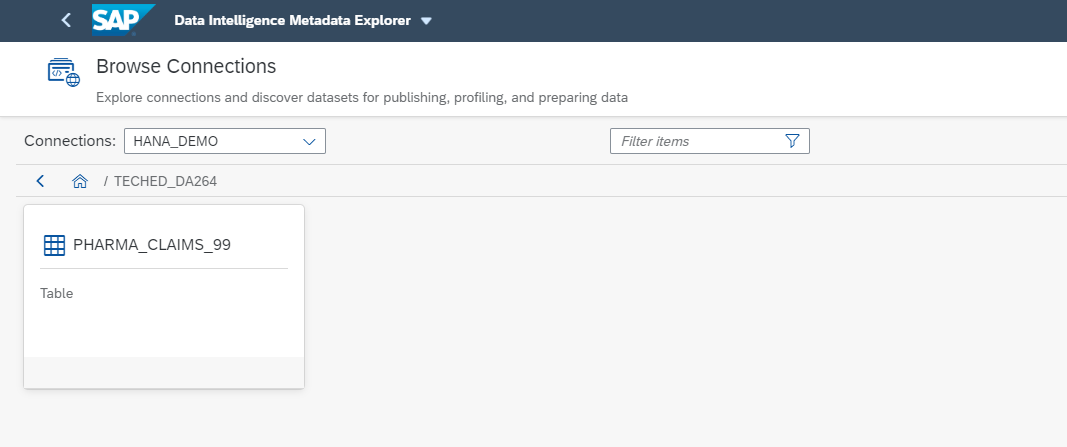 SAP Data Intelligence Metadata Explorer
Browse Connections
Explore connections and discover datasets for publishing, profiling, and preparing data
Connections: HANA_DEMO Filter items
/ TECHED_DA264
PHARMA_CLAIMS_99
Table